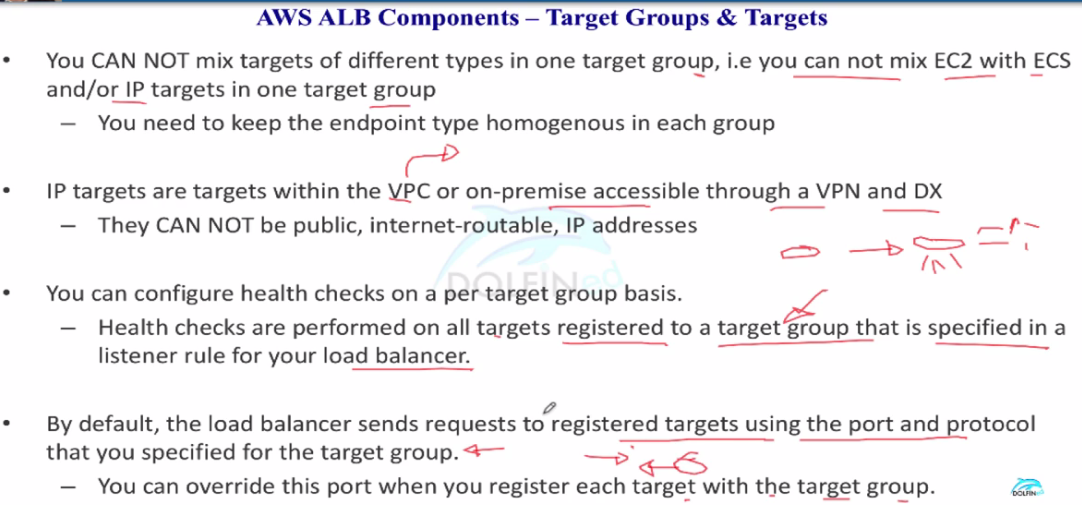 AWS ALB Components – Target Groups & Targets
• You CAN NOT mix targets of different types in one target group, i.e you can not mix EC2 with ECS
and/or IP targets in one target group
– You need to keep the endpoint type homogenous in each group
• IP targets are targets within the VPC or on-premise accessible through a VPN and DX
– They CAN NOT be public, internet-routable, IP addresses
DOLFINed
• You can configure health checks on a per target group basis.
– Health checks are performed on all targets registered to a target group that is specified in a
listener rule for your load balancer.
• By default, the load balancer sends requests to registered targets using the port and protocol
that you specified for the target group.
– You can override this port when you register each target with the target group.
DOLFINed